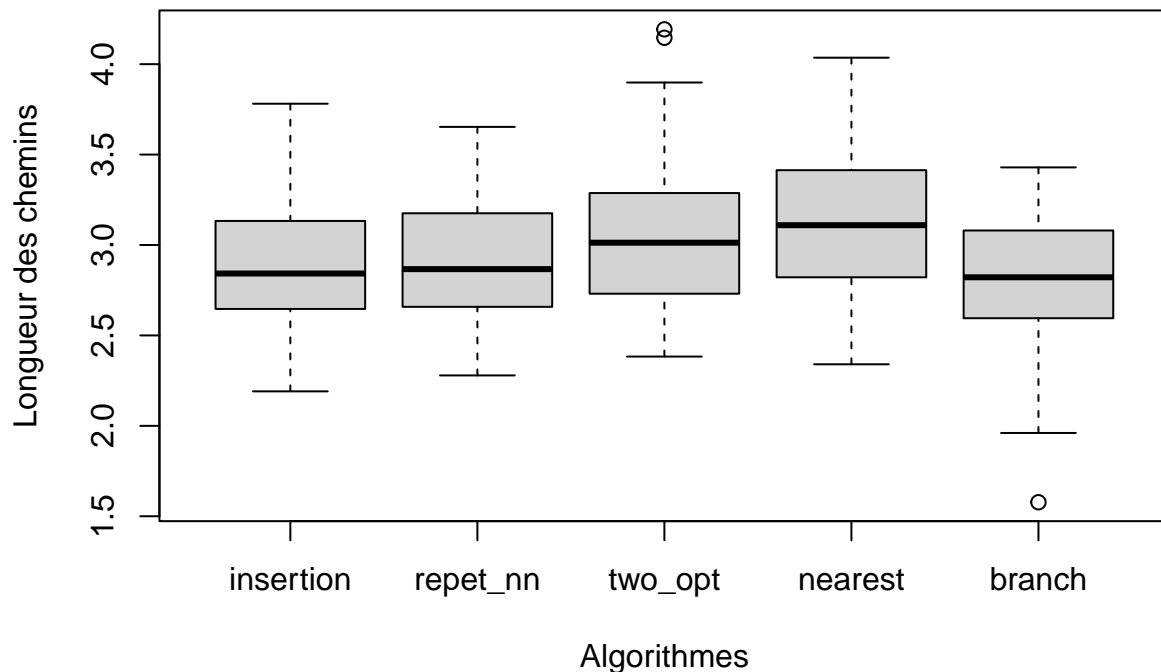 Longueur des chemins
4.0
3.5
3.0
2.5
2.0
1.5
insertion repet_nn two_opt nearest branch
Algorithmes